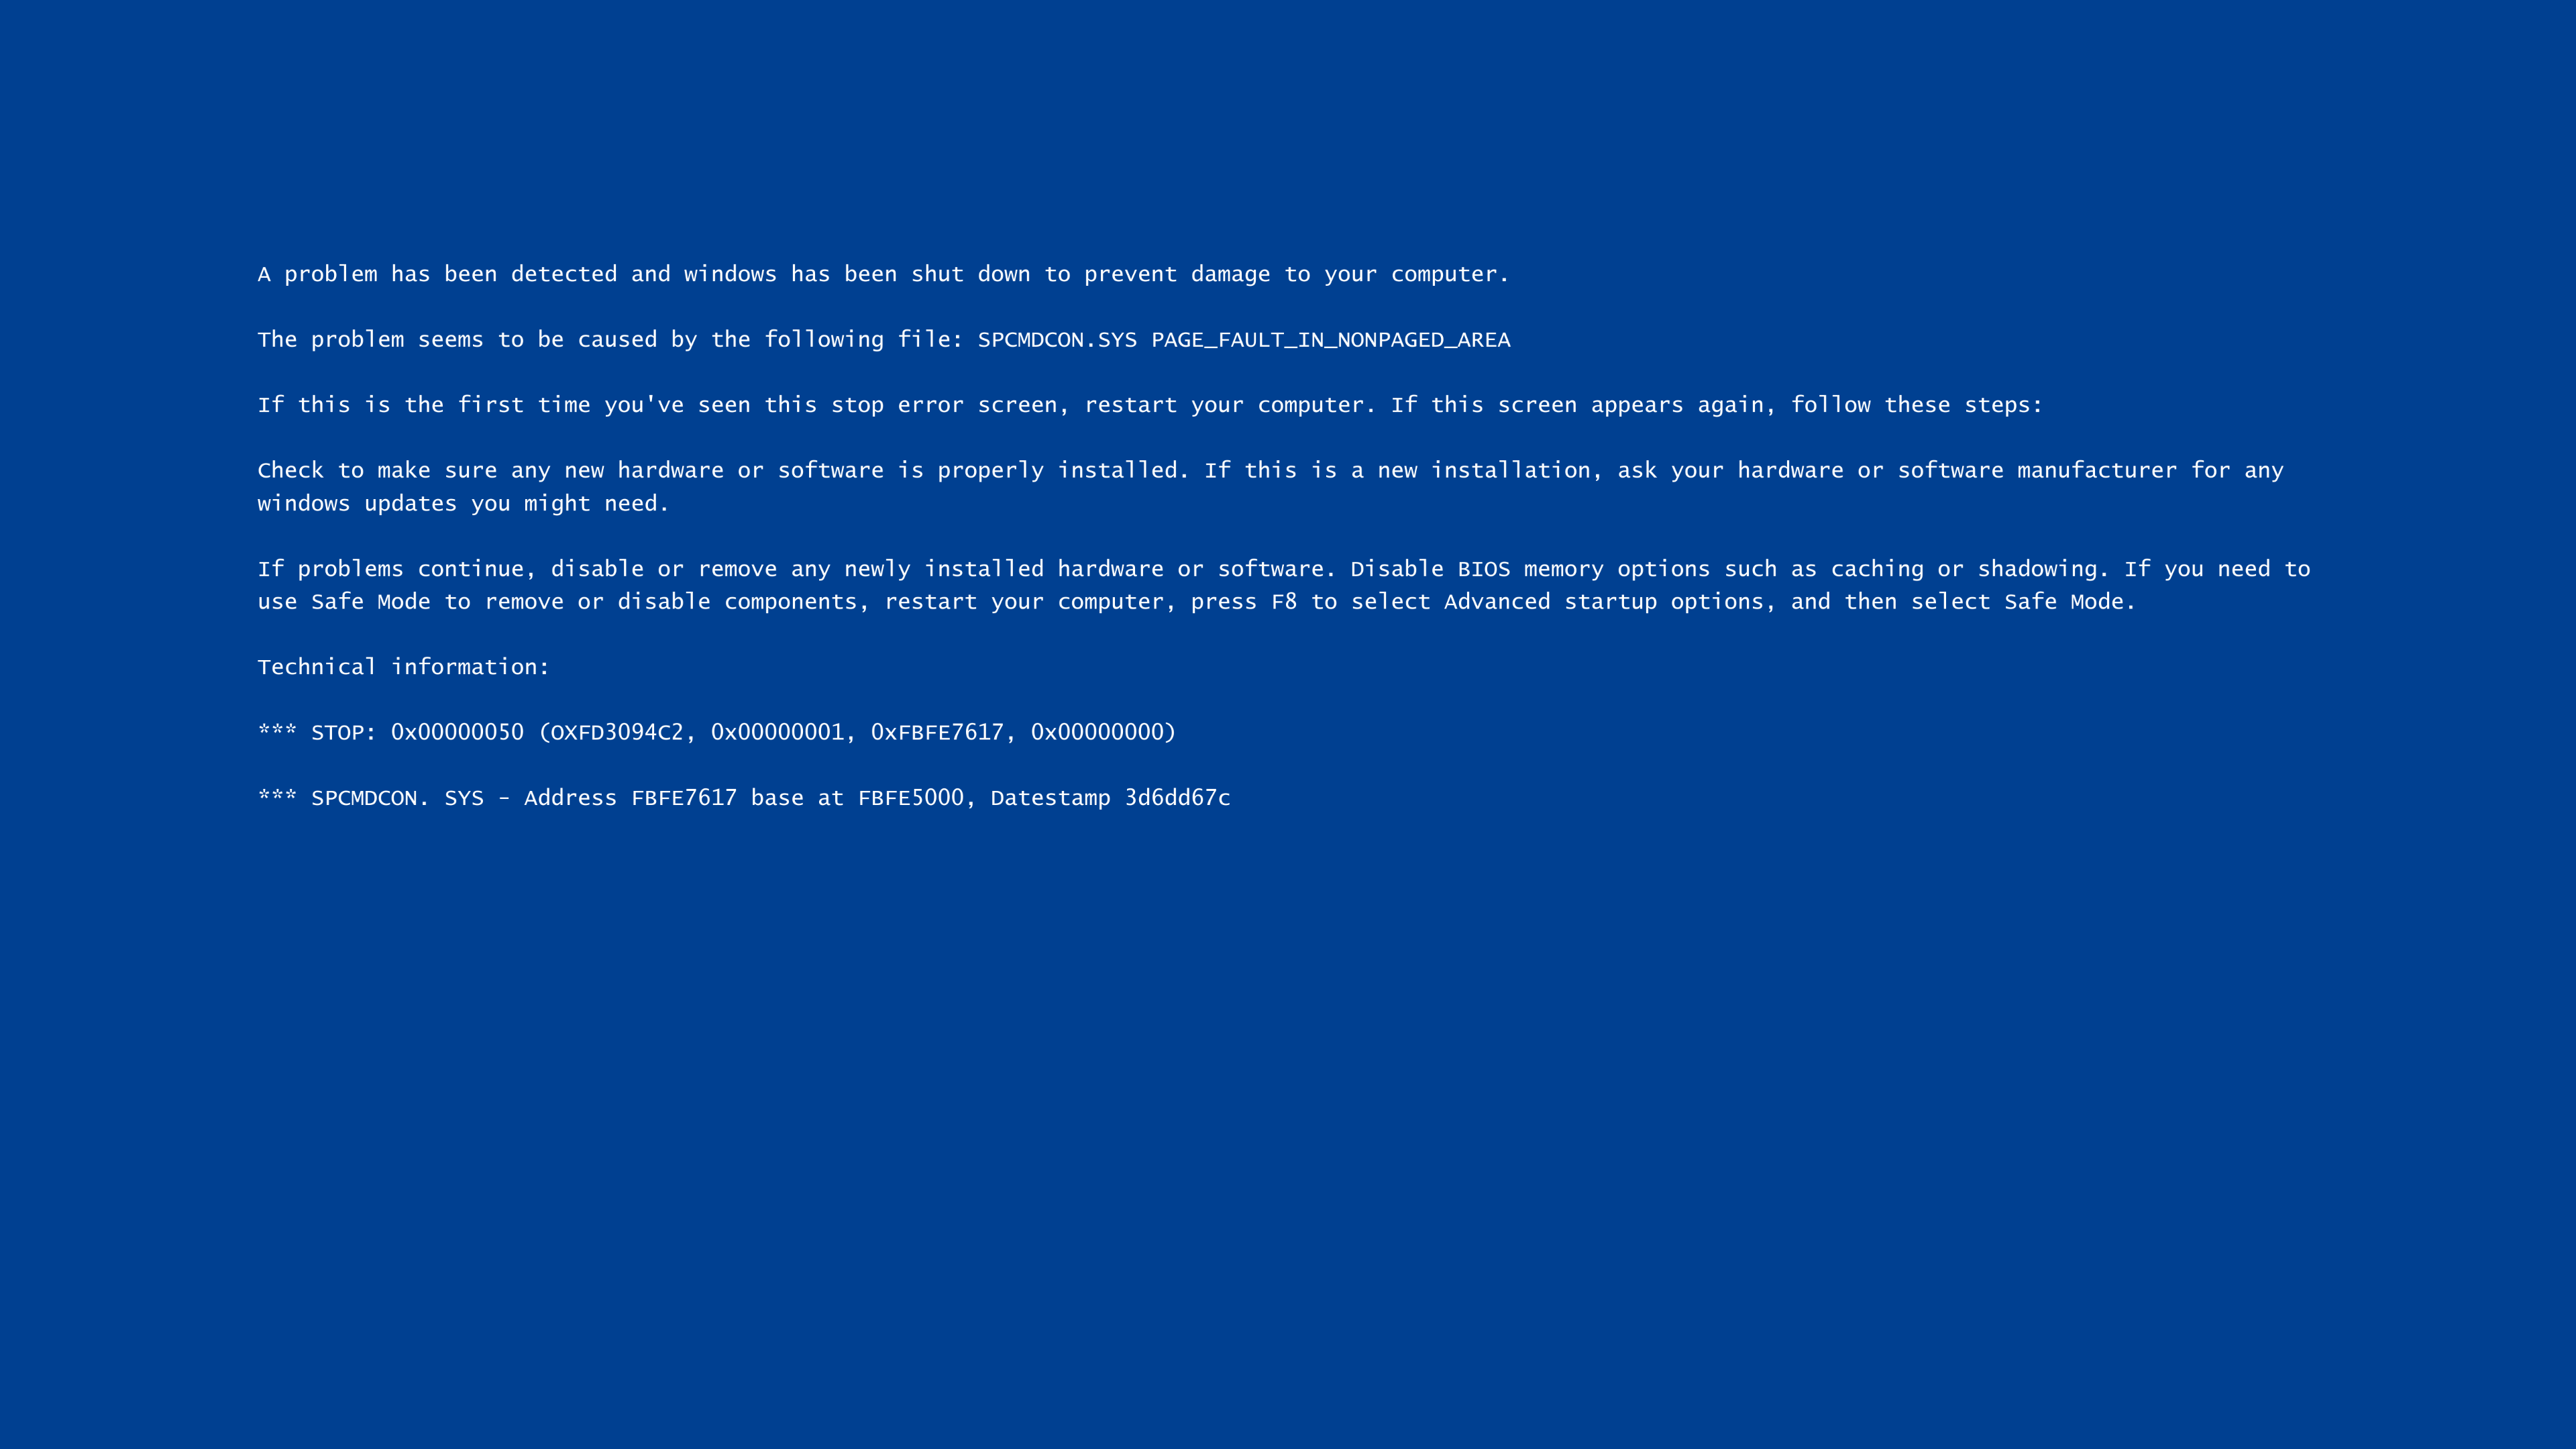 A problem has been detected and windows has been shut down to prevent damage to your computer.
The problem seems to be caused by the following file: SPCMDCON.SYS PAGE_FAULT_IN_NONPAGED_AREA
If this is the first time you've seen this stop error screen, restart your computer. If this screen appears again, follow these steps:
Check to make sure any new hardware or software is properly installed. If this is a new installation, ask your hardware or software manufacturer for any
windows updates you might need.
If problems continue, disable or remove any newly installed hardware or software. Disable BIOS memory options such as caching or shadowing. If you need to
use Safe Mode to remove or disable components, restart your computer, press F8 to select Advanced startup options, and then select Safe Mode.
Technical information:
*** STOP: 0x00000050 (OXFD3094C2, 0x00000001, 0xFBFE7617, 0x00000000)
*** SPCMDCON. SYS – Address FBFE7617 base at FBFE5000, Datestamp 3d6dd67c